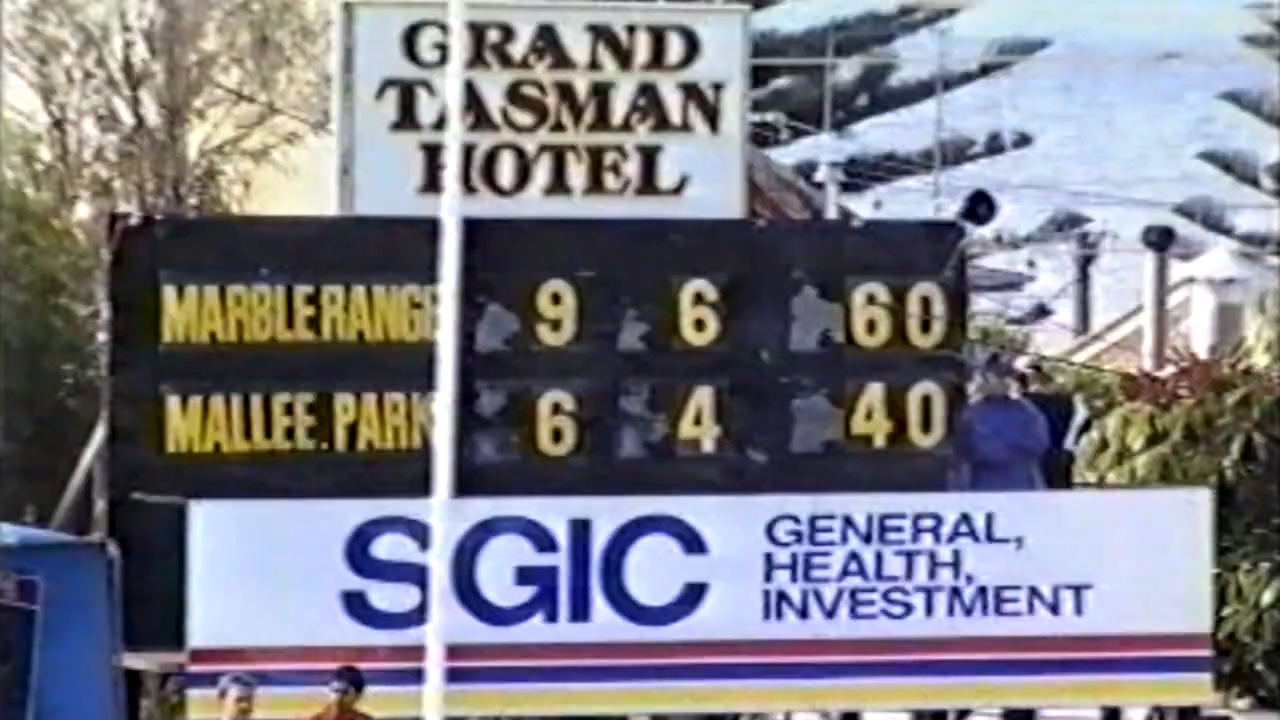 GRAND
TASMAN
HOTEL
MARBLE RANGE 9 6 60
MALLEE.PARK 6 4 40
SGIC
GENERAL,
HEALTH,
INVESTMENT